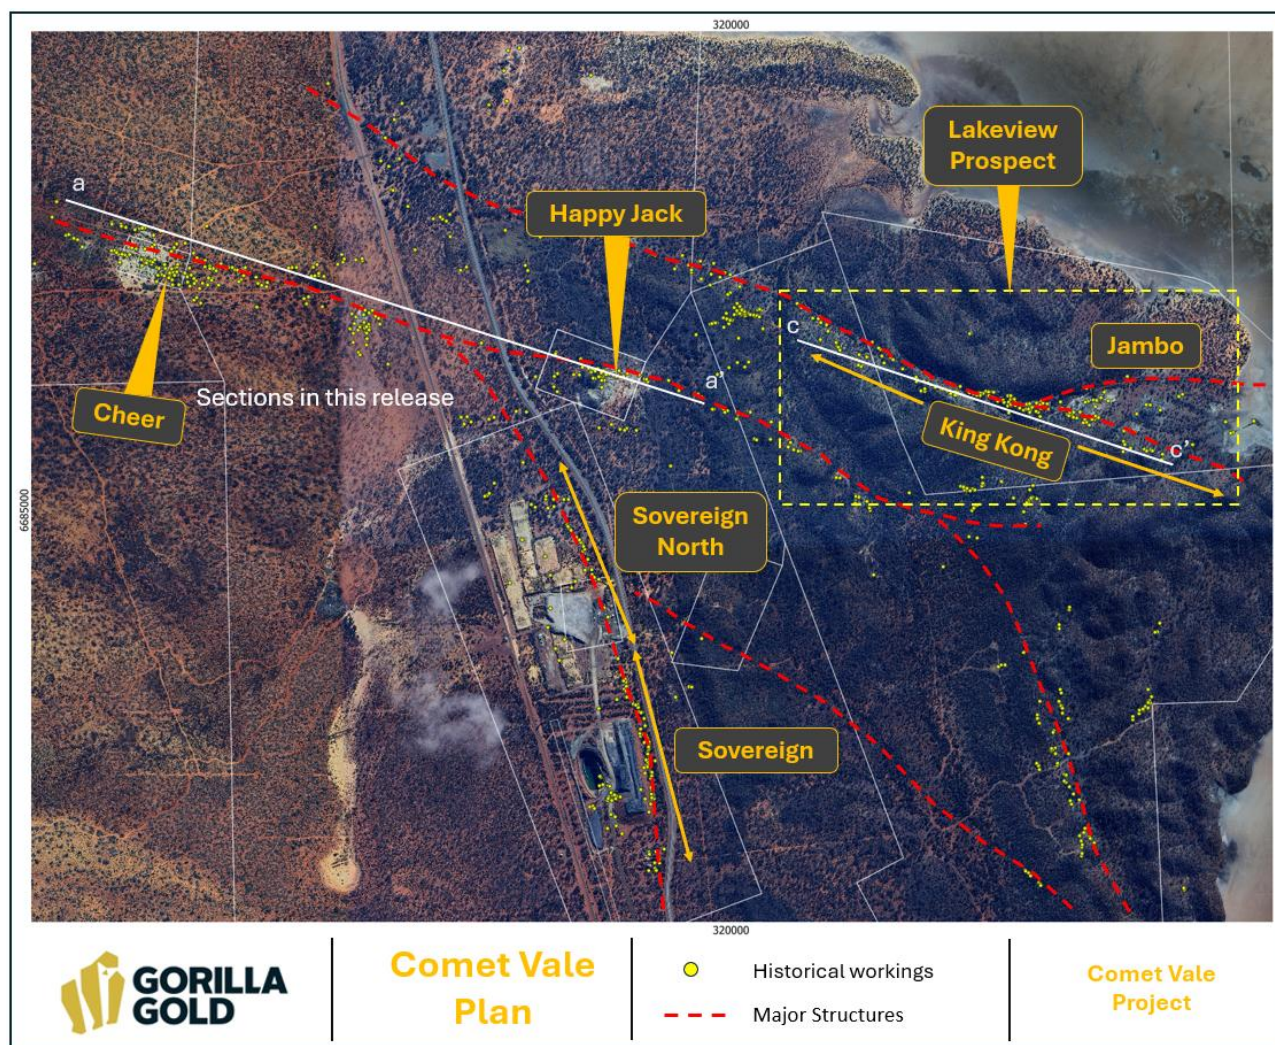 320000
Lakeview
Prospect
a
Happy Jack
c
Jambo
a'
Cheer
Sections in this release
King Kong
c'
6685000
Sovereign
North
Sovereign
320000
GORILLA
GOLD
Comet Vale
Plan
Historical workings
Major Structures
Comet Vale
Project